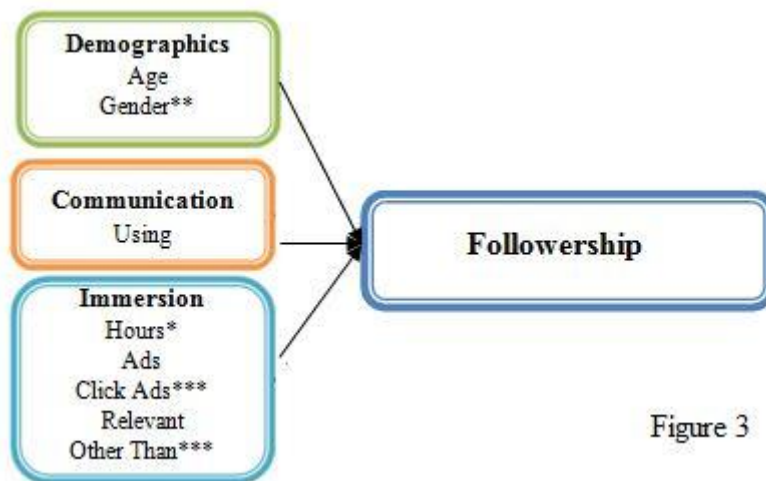 Demographics
Age
Gender**
Communication
Using
Immersion
Hours*
Ads
Click Ads***
Relevant
Other Than***
Followership
Figure 3